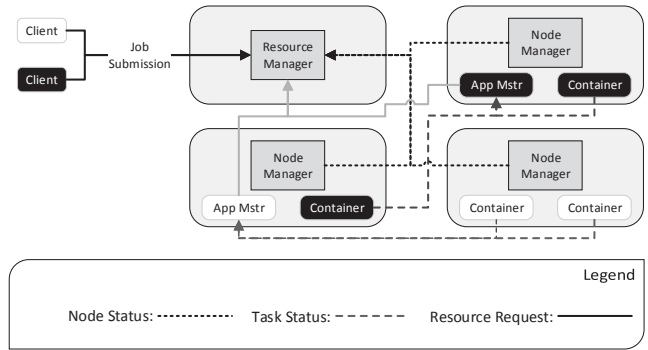 Client
Client
Job
Submission
Resource
Manager
Node
Manager
App Mstr
Container
Node
Manager
App Mstr
Container
Node
Manager
Container
Container
Legend
Node Status:
Task Status:
Resource Request: